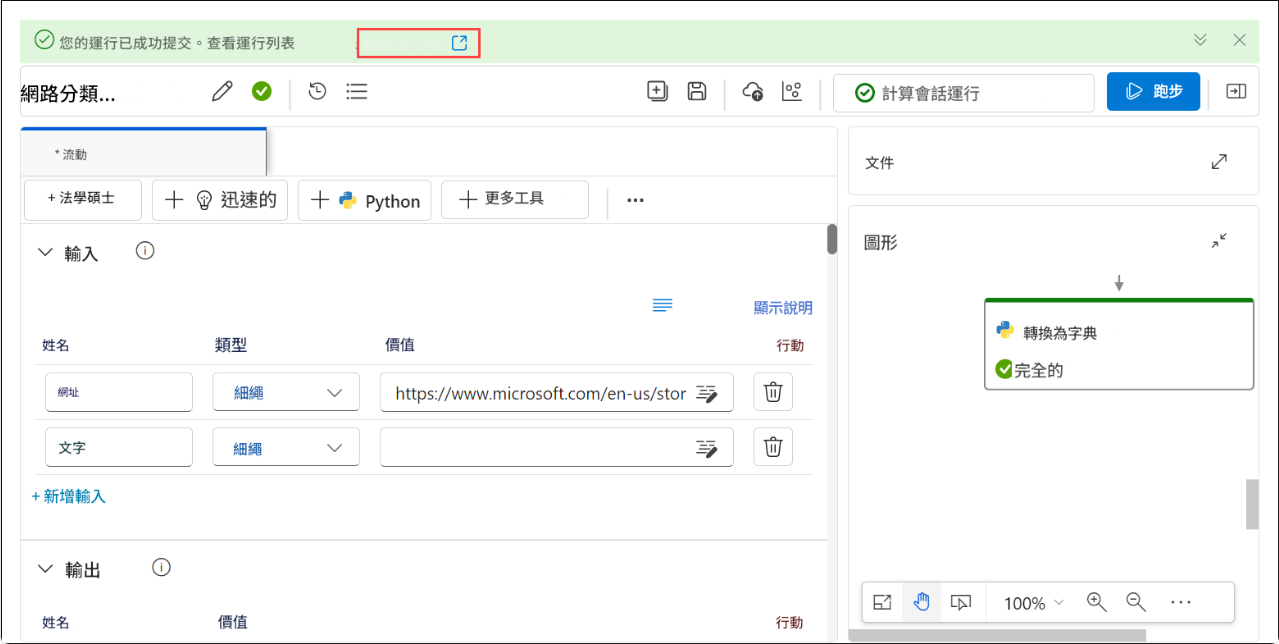 您的運行已成功提交。查看運行列表
網路分類...
計算會話運行
跑步
* 流動
文件
+ 法學碩士
迅速的
Python
更多工具
輸入
圖形
顯示說明
姓名 類型 價值 行動
轉換為字典
完全的
網址 細繩 https://www.microsoft.com/en-us/stor
文字 細繩
+ 新增輸入
輸出
100%
姓名 價值 行動